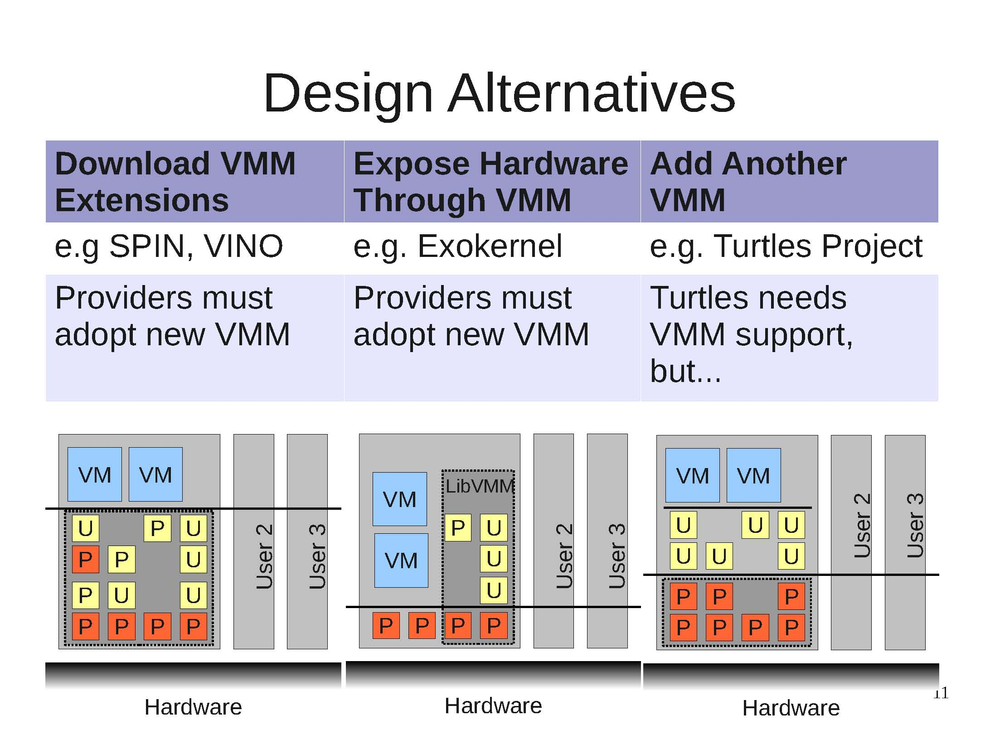 Design Alternatives
Download VMM
Extensions
Expose Hardware
Through VMM
Add Another
VMM
e.g SPIN, VINO
e.g. Exokernel
e.g. Turtles Project
Providers must
adopt new VMM
Providers must
adopt new VMM
Turtles needs
VMM support,
but...
VM VM
U P U
P P U
P U U
P P P P
User 2
User 3
Hardware
LibVMM
VM
VM
P U
U
U
P P P P
User 2
User 3
Hardware
VM VM
U U U
U U U
P P P
P P P P
User 2
User 3
Hardware
11